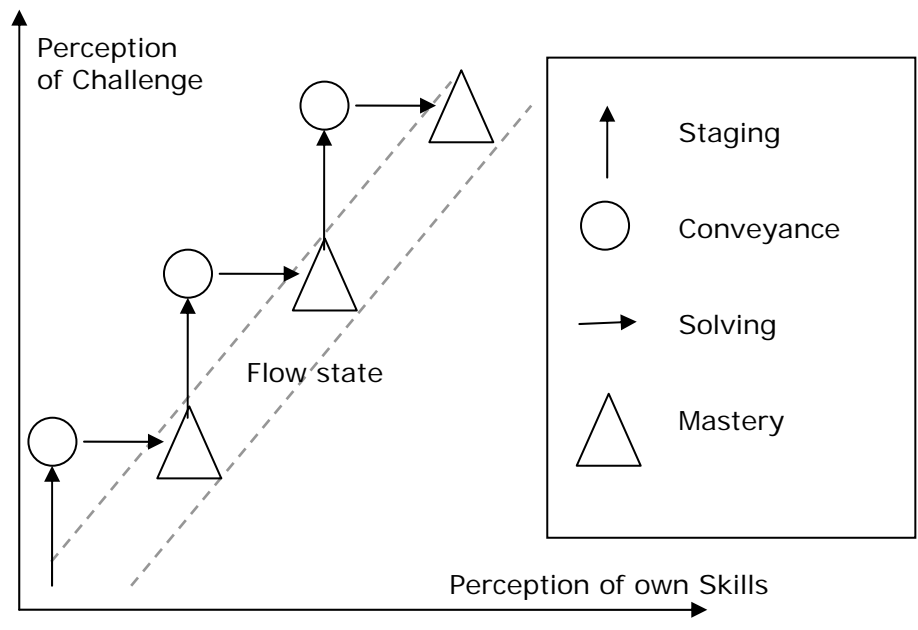 Perception
of Challenge
Staging
Conveyance
Solving
Flow state
Mastery
Perception of own Skills